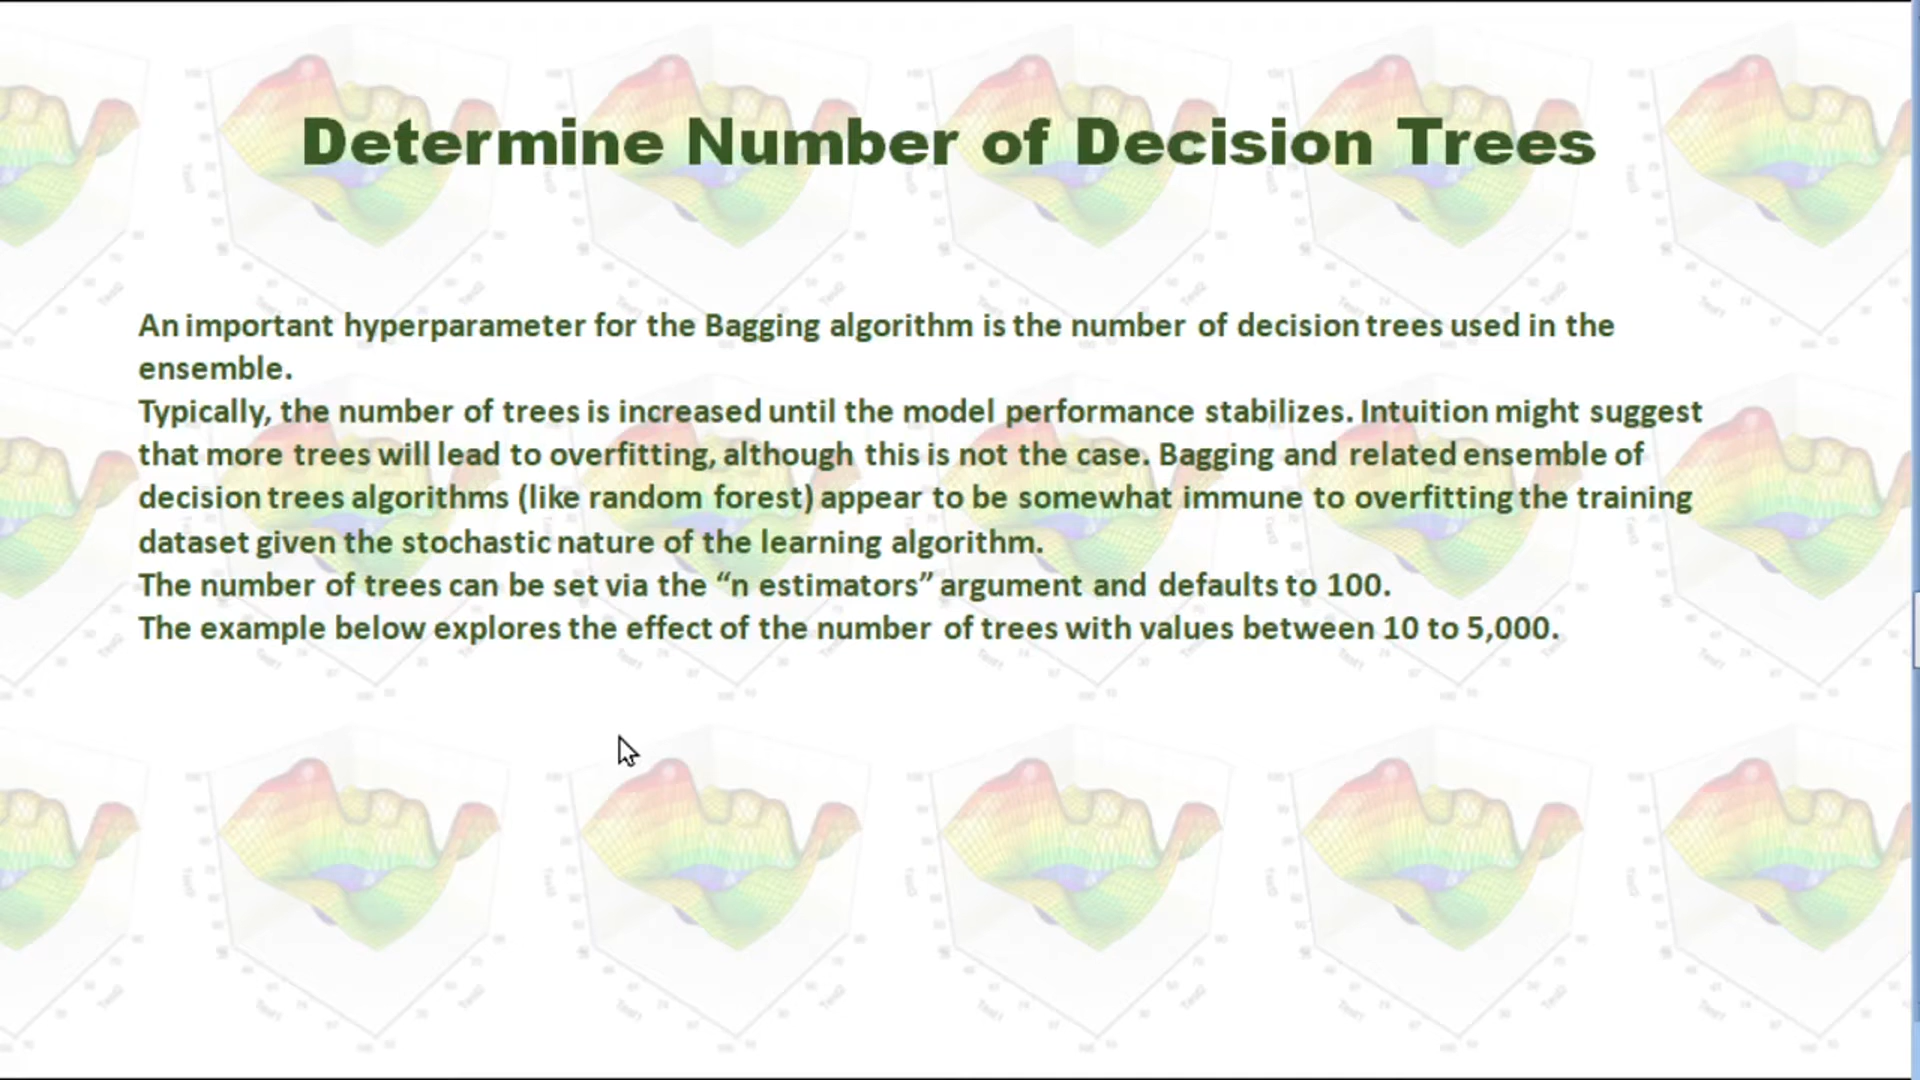 Determine Number of Decision Trees
An important hyperparameter for the Bagging algorithm is the number of decision trees used in the
ensemble.
Typically, the number of trees is increased until the model performance stabilizes. Intuition might suggest
that more trees will lead to overfitting, although this is not the case. Bagging and related ensemble of
decision trees algorithms (like random forest) appear to be somewhat immune to overfitting the training
dataset given the stochastic nature of the learning algorithm.
The number of trees can be set via the “n estimators” argument and defaults to 100.
The example below explores the effect of the number of trees with values between 10 to 5,000.